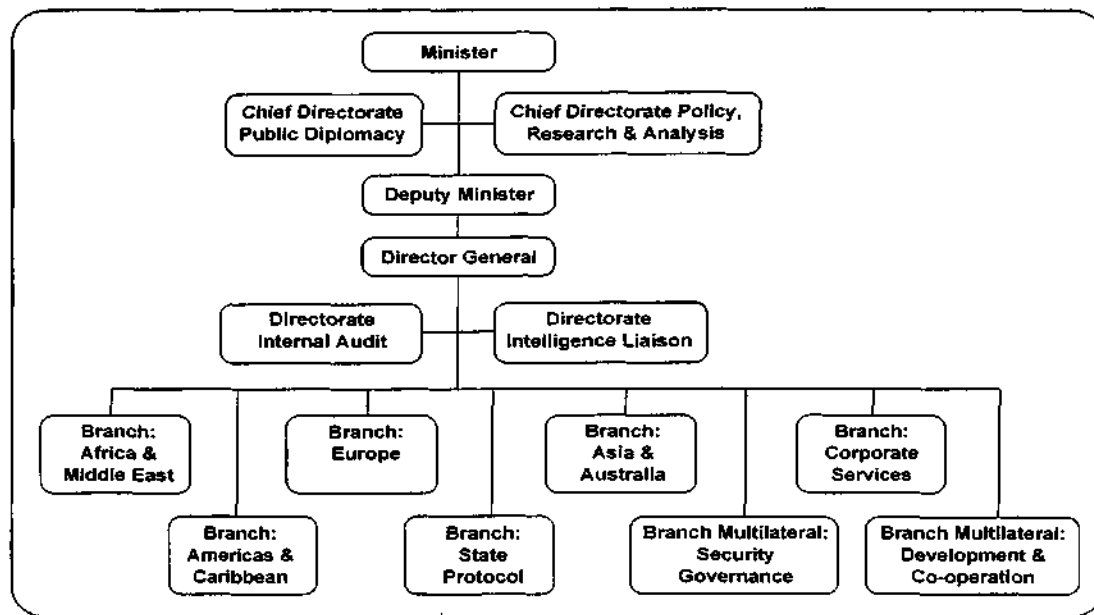 Minister
Chief Directorate
Public Diplomacy
Chief Directorate Policy,
Research & Analysis
Deputy Minister
Director General
Directorate
Internal Audit
Directorate
Intelligence Liaison
Branch:
Africa &
Middle East
Branch:
Europe
Branch:
Asia &
Australia
Branch:
Corporate
Services
Branch:
Americas &
Caribbean
Branch:
State
Protocol
Branch Multilateral:
Security
Governance
Branch Multilateral:
Development &
Co-operation